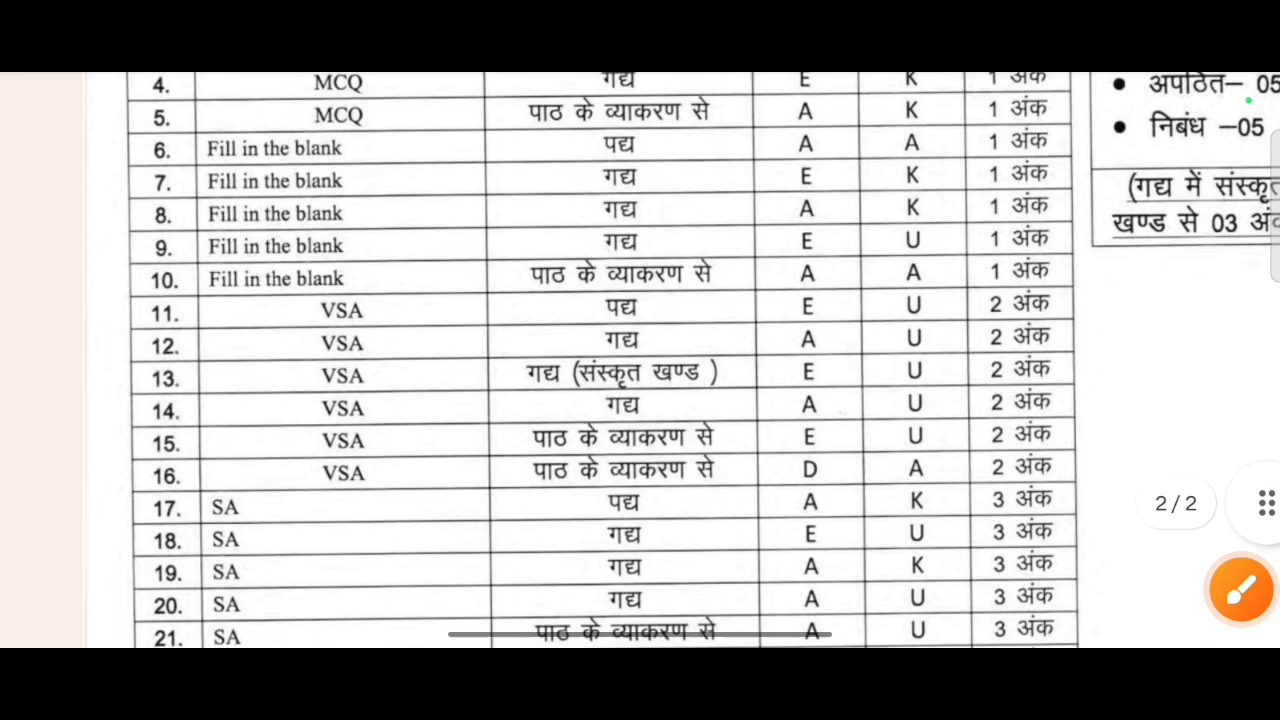 4. MCQ गद्य E K 1 अंक
5. MCQ पाठ के व्याकरण से A K 1 अंक
6. Fill in the blank पद्य A A 1 अंक
7. Fill in the blank गद्य E K 1 अंक
8. Fill in the blank गद्य A K 1 अंक
9. Fill in the blank गद्य E U 1 अंक
10. Fill in the blank पाठ के व्याकरण से A A 1 अंक
11. VSA पद्य E U 2 अंक
12. VSA गद्य A U 2 अंक
13. VSA गद्य (संस्कृत खण्ड ) E U 2 अंक
14. VSA गद्य A U 2 अंक
15. VSA पाठ के व्याकरण से E U 2 अंक
16. VSA पाठ के व्याकरण से D A 2 अंक
17. SA पद्य A K 3 अंक
18. SA गद्य E U 3 अंक
19. SA गद्य A K 3 अंक
20. SA गद्य A U 3 अंक
21. SA पाठ के व्याकरण से A U 3 अंक
• अपठित– 05
• निबंध –05
(गद्य में संस्कृत
खण्ड से 03 अंक
2 / 2